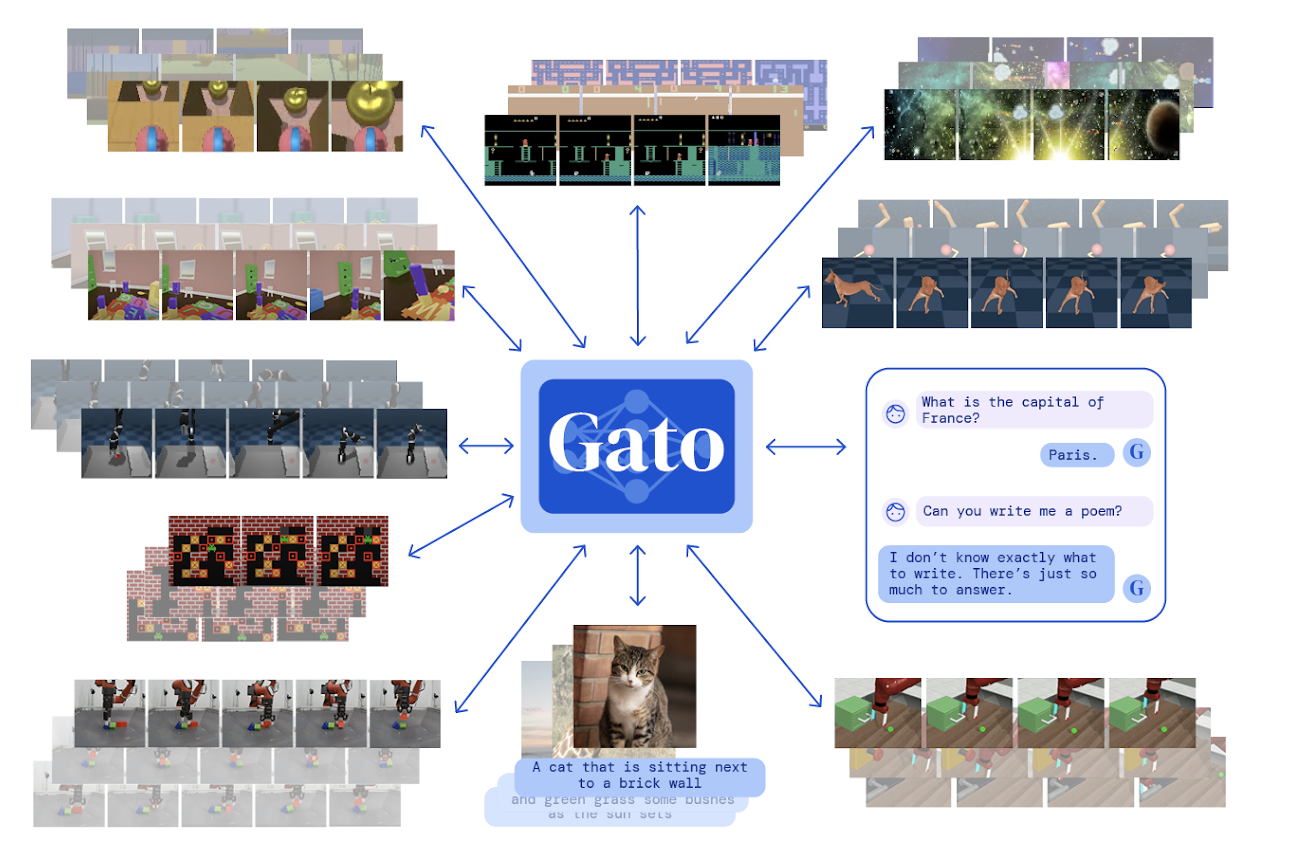 Gato
What is the capital of
France?
Paris.
G
Can you write me a poem?
I don't know exactly what
to write. There's just so
much to answer.
G
A cat that is sitting next
to a brick wall
and green grass some bushes
as the sun sets